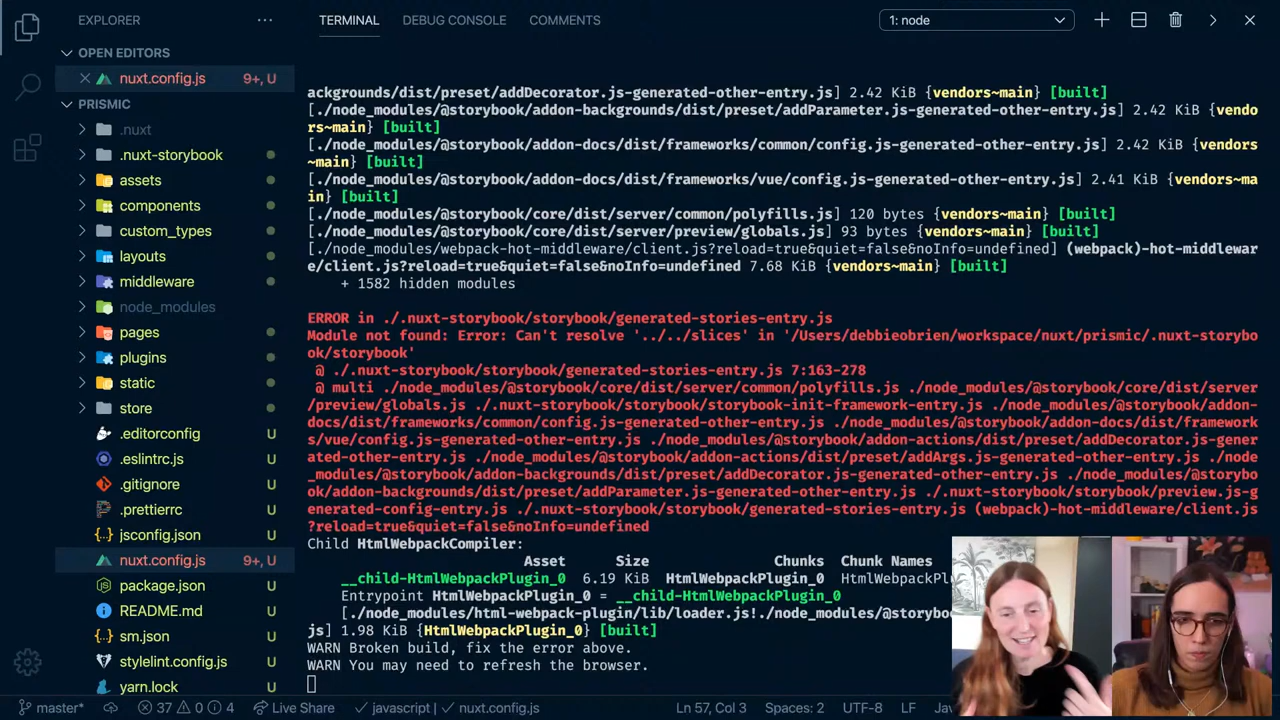 EXPLORER
TERMINAL
DEBUG CONSOLE
COMMENTS
1: node
OPEN EDITORS
nuxt.config.js 9+, U
PRISMIC
.nuxt
.nuxt-storybook
assets
components
custom_types
layouts
middleware
node_modules
pages
plugins
static
store
.editorconfig U
.eslintrc.js U
.gitignore U
.prettierrc U
jsconfig.json U
nuxt.config.js 9+, U
package.json U
README.md U
sm.json U
stylelint.config.js U
yarn.lock U
ackgrounds/dist/preset/addDecorator.js-generated-other-entry.js] 2.42 KiB {vendors~main} [built]
[./node_modules/@storybook/addon-backgrounds/dist/preset/addParameter.js-generated-other-entry.js] 2.42 KiB {vendo
rs~main} [built]
[./node_modules/@storybook/addon-docs/dist/frameworks/common/config.js-generated-other-entry.js] 2.42 KiB {vendors
~main} [built]
[./node_modules/@storybook/addon-docs/dist/frameworks/vue/config.js-generated-other-entry.js] 2.41 KiB {vendors~ma
in} [built]
[./node_modules/@storybook/core/dist/server/common/polyfills.js] 120 bytes {vendors~main} [built]
[./node_modules/@storybook/core/dist/server/preview/globals.js] 93 bytes {vendors~main} [built]
[./node_modules/webpack-hot-middleware/client.js?reload=true&quiet=false&noInfo=undefined] (webpack)-hot-middlewar
e/client.js?reload=true&quiet=false&noInfo=undefined 7.68 KiB {vendors~main} [built]
+ 1582 hidden modules
ERROR in ./.nuxt-storybook/storybook/generated-stories-entry.js
Module not found: Error: Can't resolve '../../slices' in '/Users/debbieobrien/workspace/nuxt/prismic/.nuxt-storybo
ok/storybook'
@ ./.nuxt-storybook/storybook/generated-stories-entry.js 7:163-278
@ multi ./node_modules/@storybook/core/dist/server/common/polyfills.js ./node_modules/@storybook/core/dist/server
/preview/globals.js ./.nuxt-storybook/storybook/storybook-init-framework-entry.js ./node_modules/@storybook/addon-
docs/dist/frameworks/common/config.js-generated-other-entry.js ./node_modules/@storybook/addon-docs/dist/framework
s/vue/config.js-generated-other-entry.js ./node_modules/@storybook/addon-actions/dist/preset/addDecorator.js-gener
ated-other-entry.js ./node_modules/@storybook/addon-actions/dist/preset/addArgs.js-generated-other-entry.js ./node
_modules/@storybook/addon-backgrounds/dist/preset/addDecorator.js-generated-other-entry.js ./node_modules/@storybo
ok/addon-backgrounds/dist/preset/addParameter.js-generated-other-entry.js ./.nuxt-storybook/storybook/preview.js-g
enerated-config-entry.js ./.nuxt-storybook/storybook/generated-stories-entry.js (webpack)-hot-middleware/client.js
?reload=true&quiet=false&noInfo=undefined
Child HtmlWebpackCompiler:
Asset Size Chunks Chunk Names
__child-HtmlWebpackPlugin_0 6.19 KiB HtmlWebpackPlugin_0 HtmlWebpackPl
Entrypoint HtmlWebpackPlugin_0 = __child-HtmlWebpackPlugin_0
[./node_modules/html-webpack-plugin/lib/loader.js!./node_modules/@storyboo
js] 1.98 KiB {HtmlWebpackPlugin_0} [built]
WARN Broken build, fix the error above.
WARN You may need to refresh the browser.
master* 37 0 4 Live Share javascript | nuxt.config.js Ln 57, Col 3 Spaces: 2 UTF-8 LF